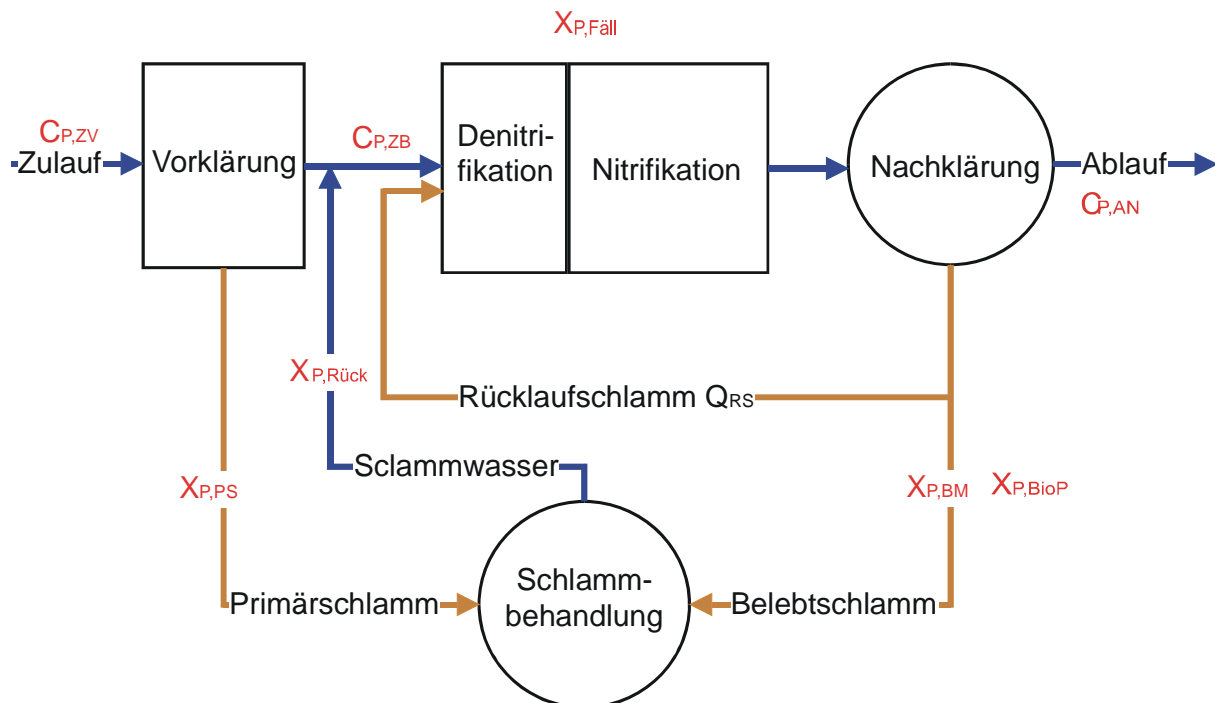 XP,Fäll
CP,ZV
Zulauf
Vorklärung
CP,ZB
Denitri-
fikation
Nitrifikation
Nachklärung
Ablauf
CP,AN
XP,Rück
Rücklaufschlamm QRS
Sclammwasser
XP,PS
XP,BM
XP,BioP
Schlamm-
behandlung
Primärschlamm
Belebtschlamm